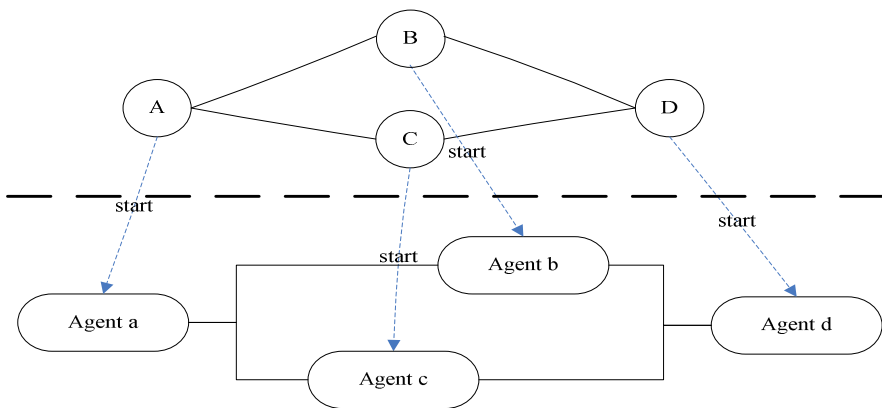 B
A
D
C
start
start
start
start
Agent b
Agent a
Agent d
Agent c